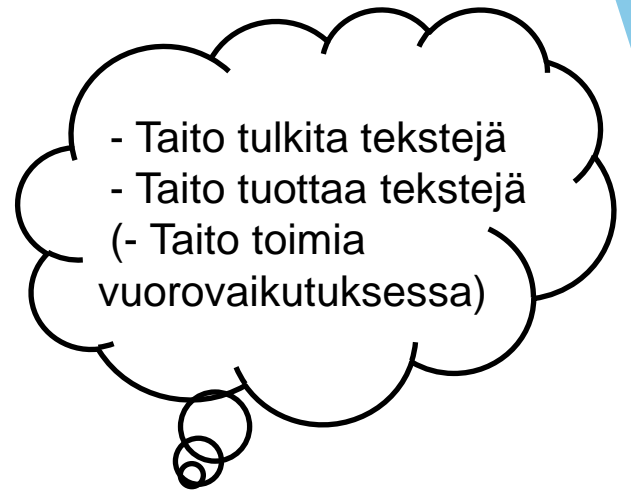 - Taito tulkita tekstejä
- Taito tuottaa tekstejä
(- Taito toimia
vuorovaikutuksessa)